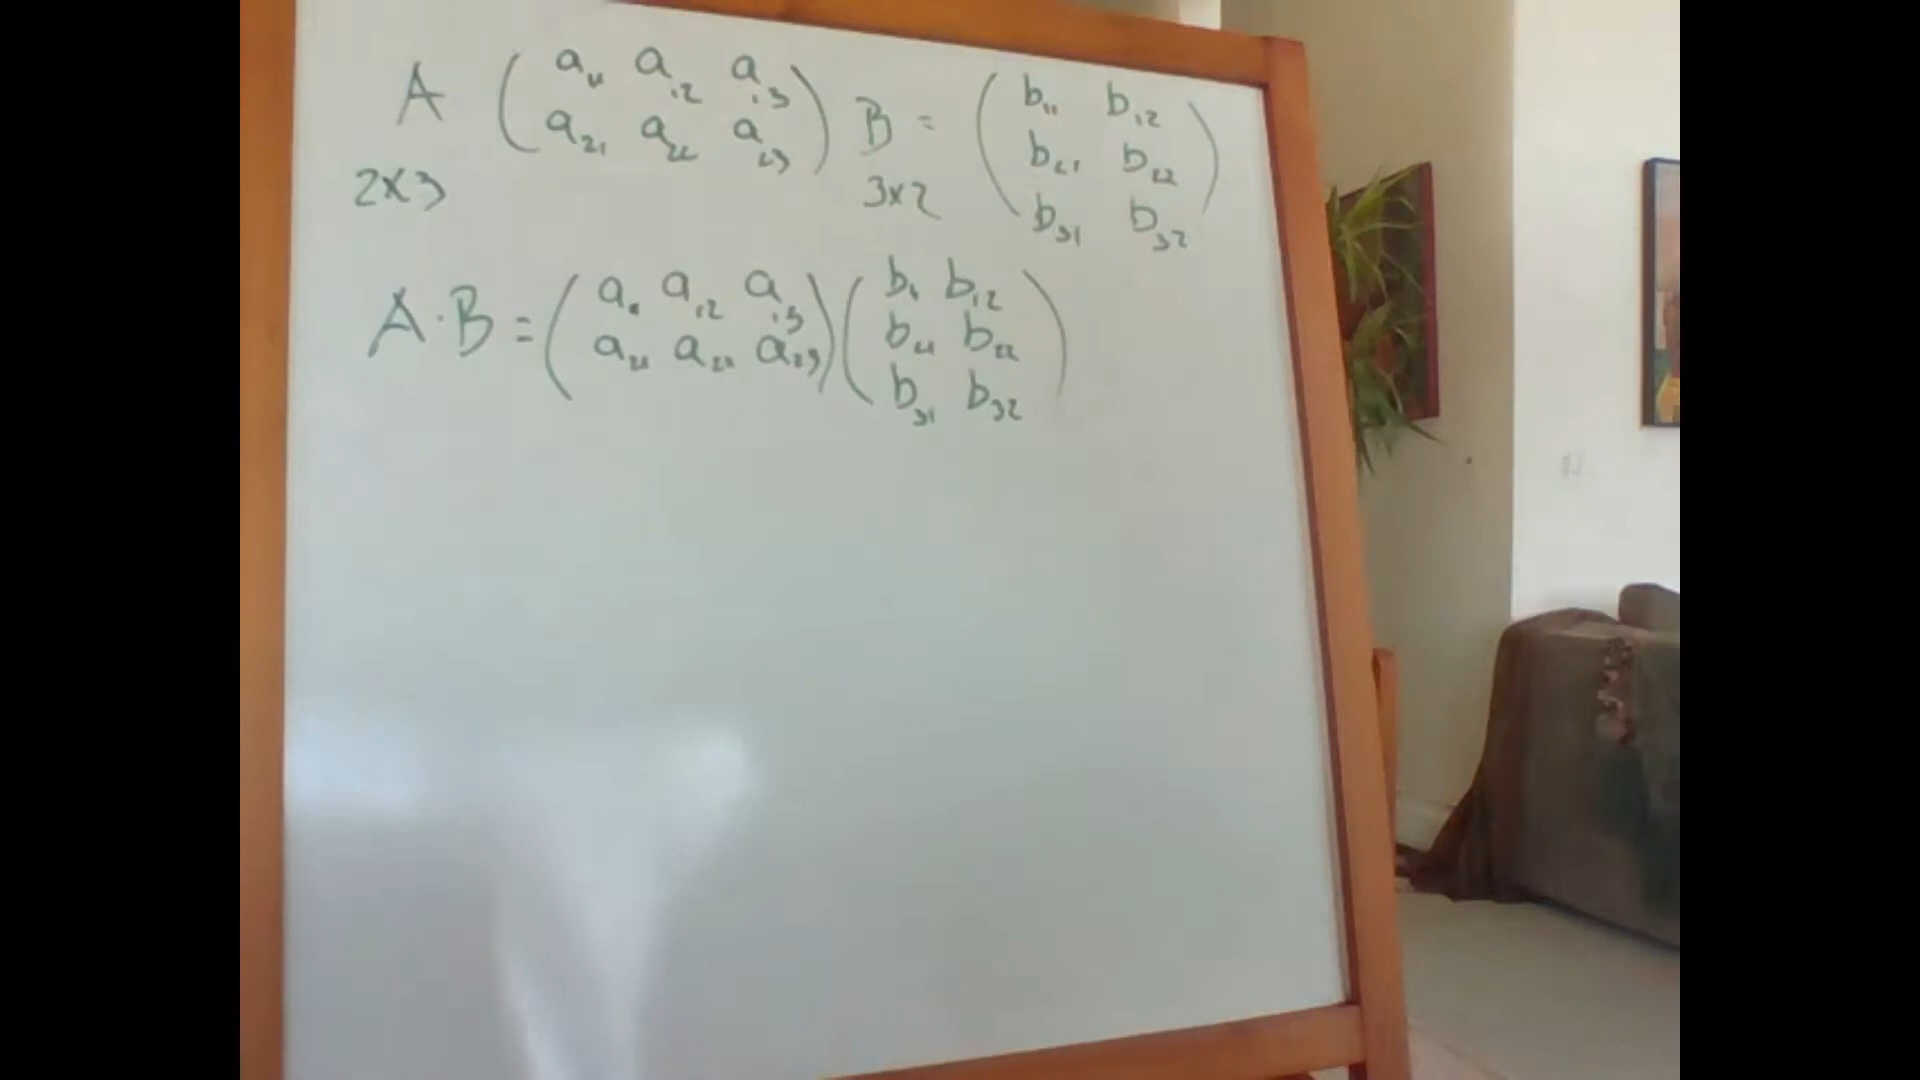 A ( a₁₁ a₁₂ a₁₃ ) B = ( b₁₁ b₁₂ )
( a₂₁ a₂₂ a₂₃ ) ( b₂₁ b₂₂ )
2x3 3x2 ( b₃₁ b₃₂ )
A·B = ( a₁₁ a₁₂ a₁₃ ) ( b₁₁ b₁₂ )
( a₂₁ a₂₂ a₂₃ ) ( b₂₁ b₂₂ )
( b₃₁ b₃₂ )